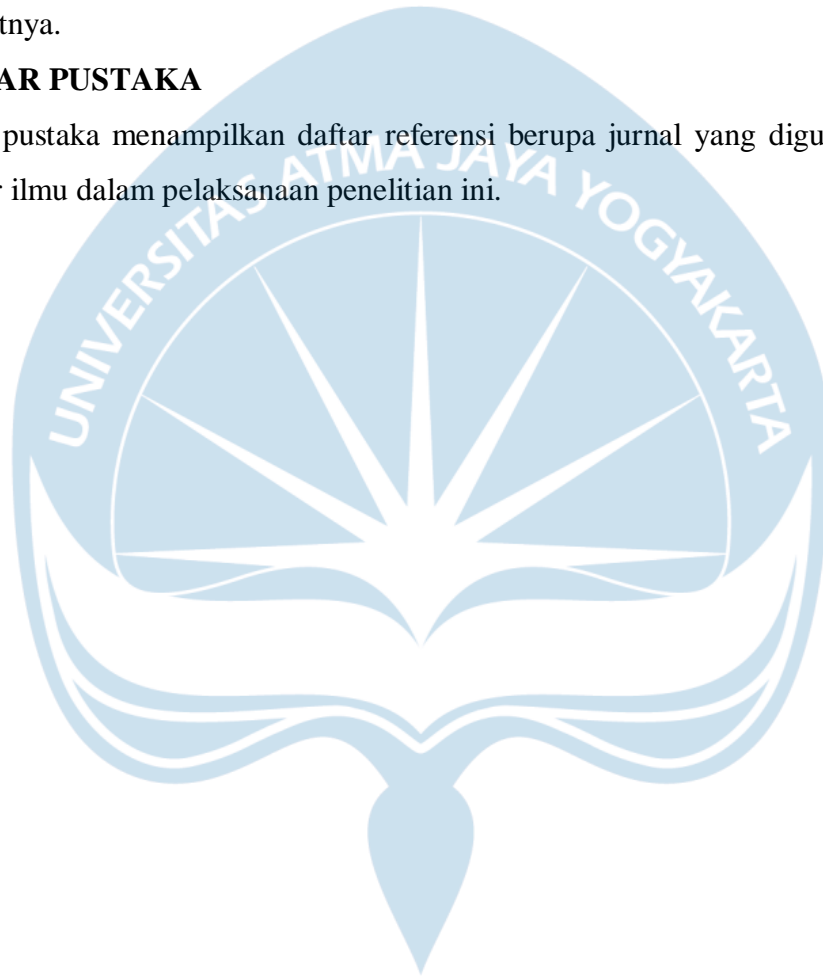 tnya.
AR PUSTAKA
pustaka menampilkan daftar referensi berupa jurnal yang digu
r ilmu dalam pelaksanaan penelitian ini.
UNIVERSITAS ATMA JAYA YOGYAKARTA